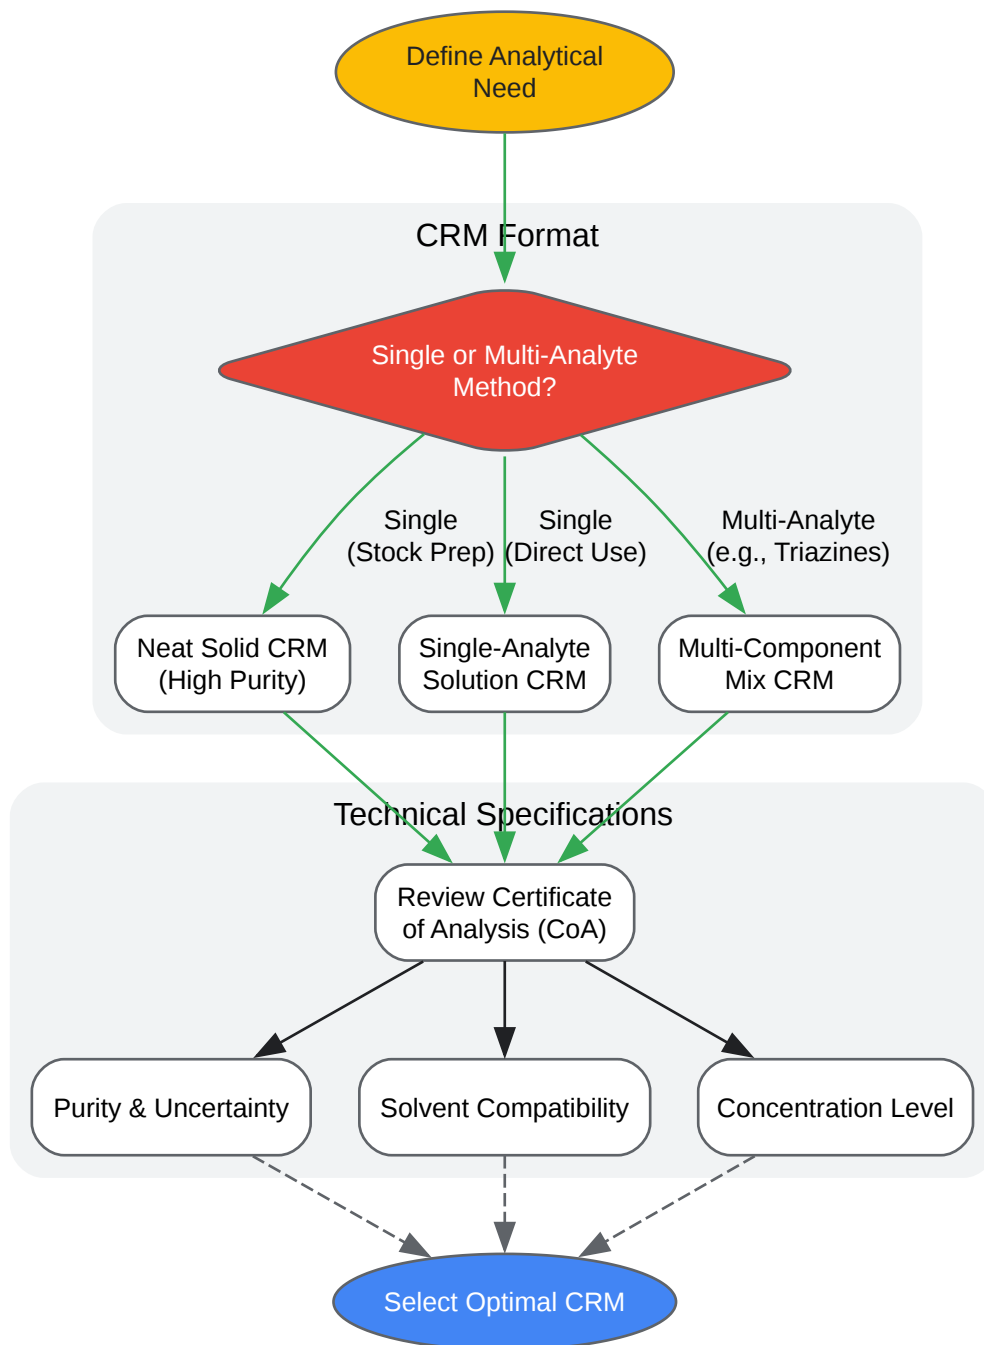 Define Analytical
Need
CRM Format
Single or Multi-Analyte
Method?
Single
(Stock Prep)
Single
(Direct Use)
Multi-Analyte
(e.g., Triazines)
Neat Solid CRM
(High Purity)
Single-Analyte
Solution CRM
Multi-Component
Mix CRM
Technical Specifications
Review Certificate
of Analysis (CoA)
Purity & Uncertainty
Solvent Compatibility
Concentration Level
Select Optimal CRM